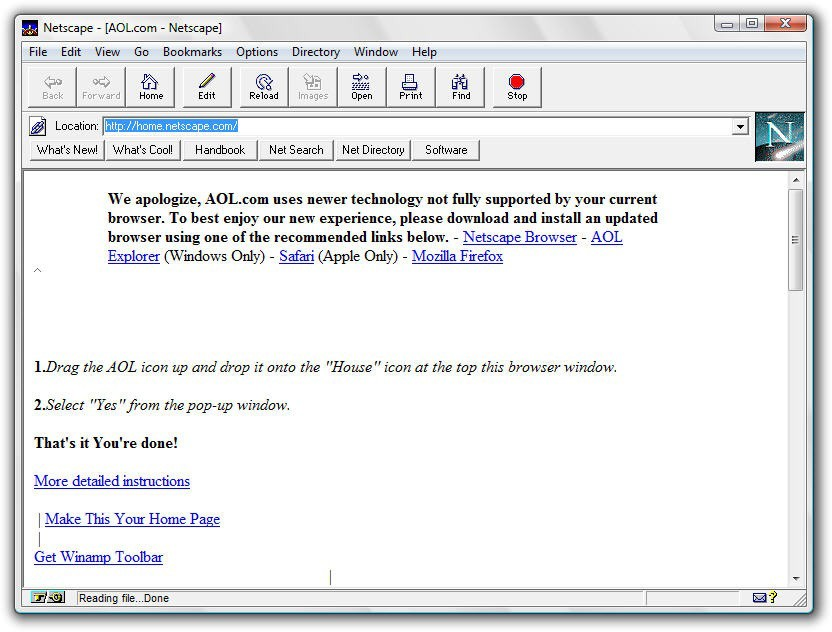 Netscape - [AOL.com - Netscape]
File Edit View Go Bookmarks Options Directory Window Help
Back Forward Home Edit Reload Images Open Print Find Stop
Location: http://home.netscape.com/
N
What's New! What's Cool! Handbook Net Search Net Directory Software
We apologize, AOL.com uses newer technology not fully supported by your current
browser. To best enjoy our new experience, please download and install an updated
browser using one of the recommended links below. - Netscape Browser - AOL
Explorer (Windows Only) - Safari (Apple Only) - Mozilla Firefox
^
1.Drag the AOL icon up and drop it onto the "House" icon at the top this browser window.
2.Select "Yes" from the pop-up window.
That's it You're done!
More detailed instructions
| Make This Your Home Page
|
Get Winamp Toolbar
|
Reading file...Done
?